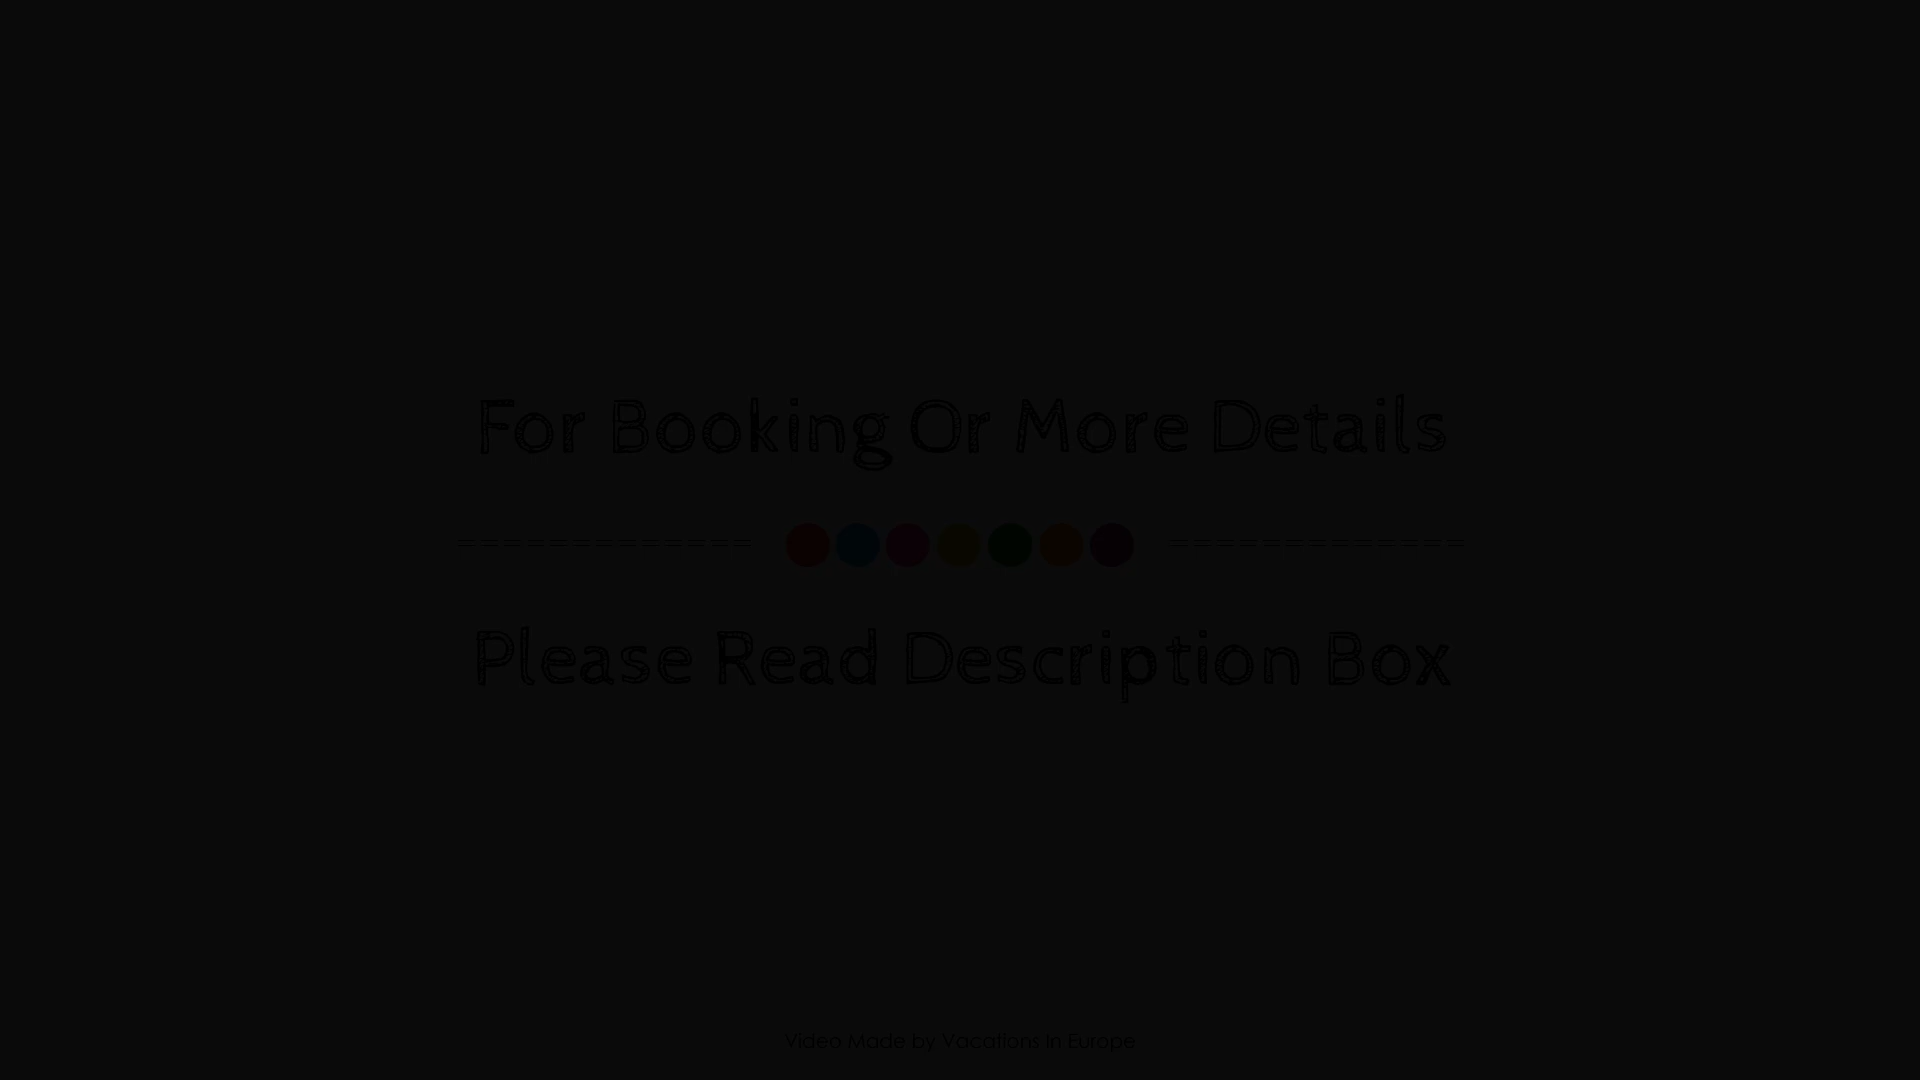 For Booking Or More Details
Please Read Description Box
Video Made by Vacations In Europe